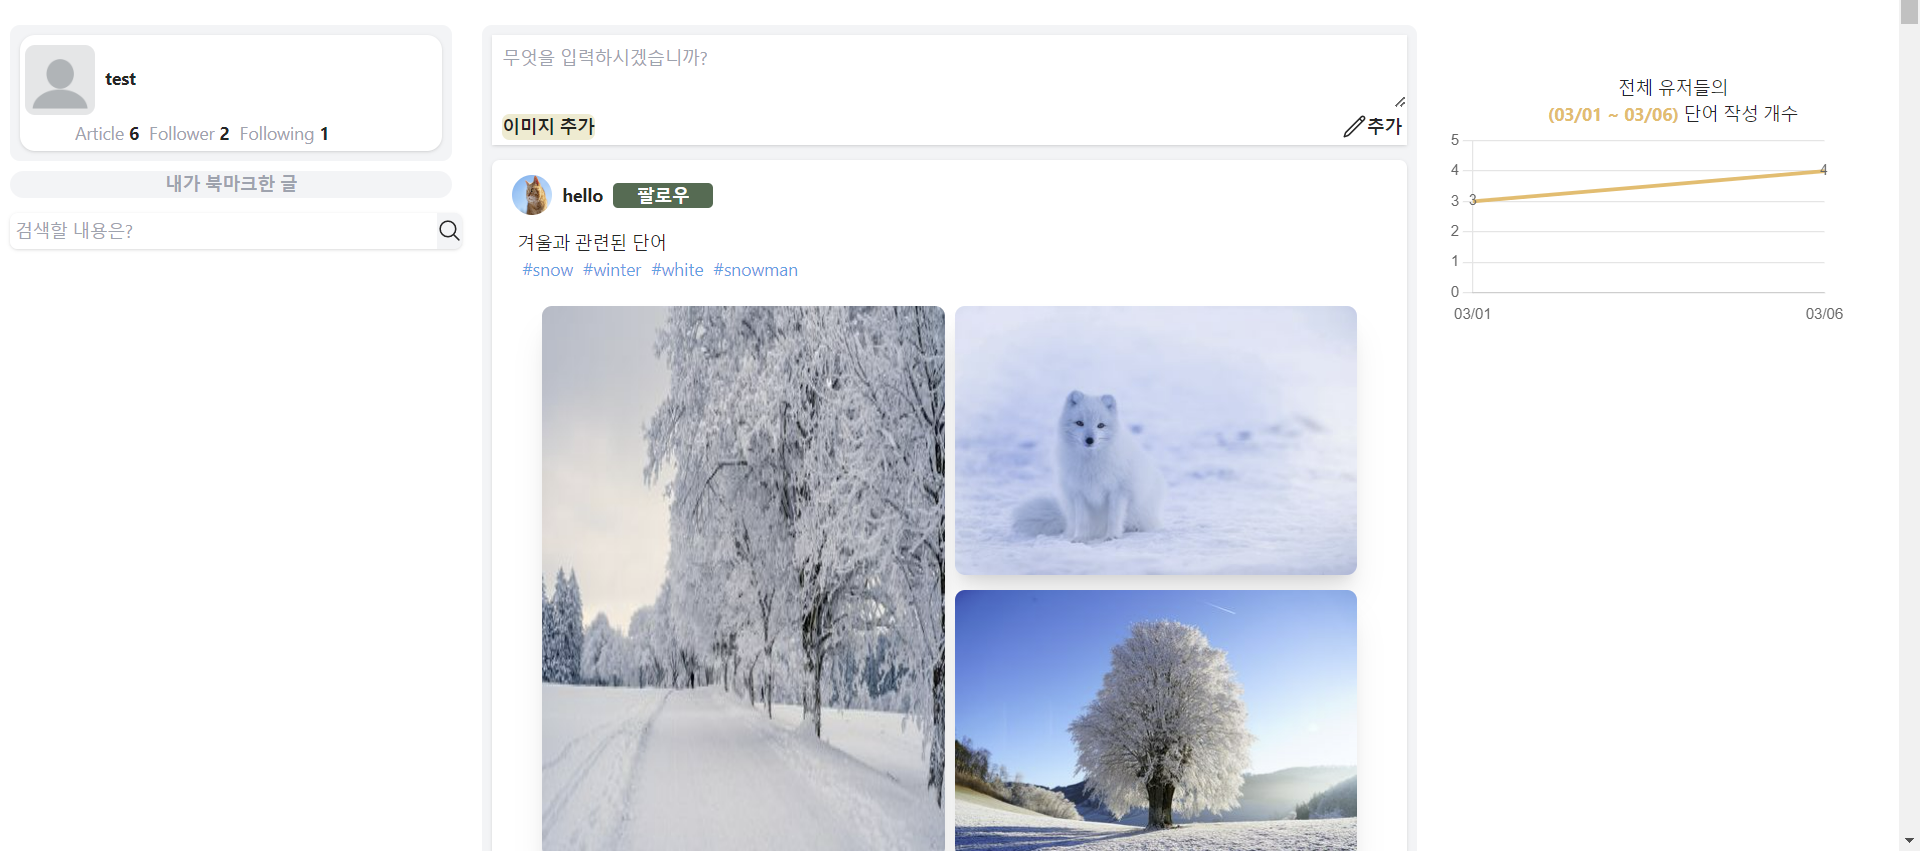 test
Article 6 Follower 2 Following 1
내가 북마크한 글
검색할 내용은?
무엇을 입력하시겠습니까?
이미지 추가
추가
hello 팔로우
겨울과 관련된 단어
#snow #winter #white #snowman
전체 유저들의
(03/01 ~ 03/06) 단어 작성 개수
5
4
3
2
1
0
3
4
03/01 03/06